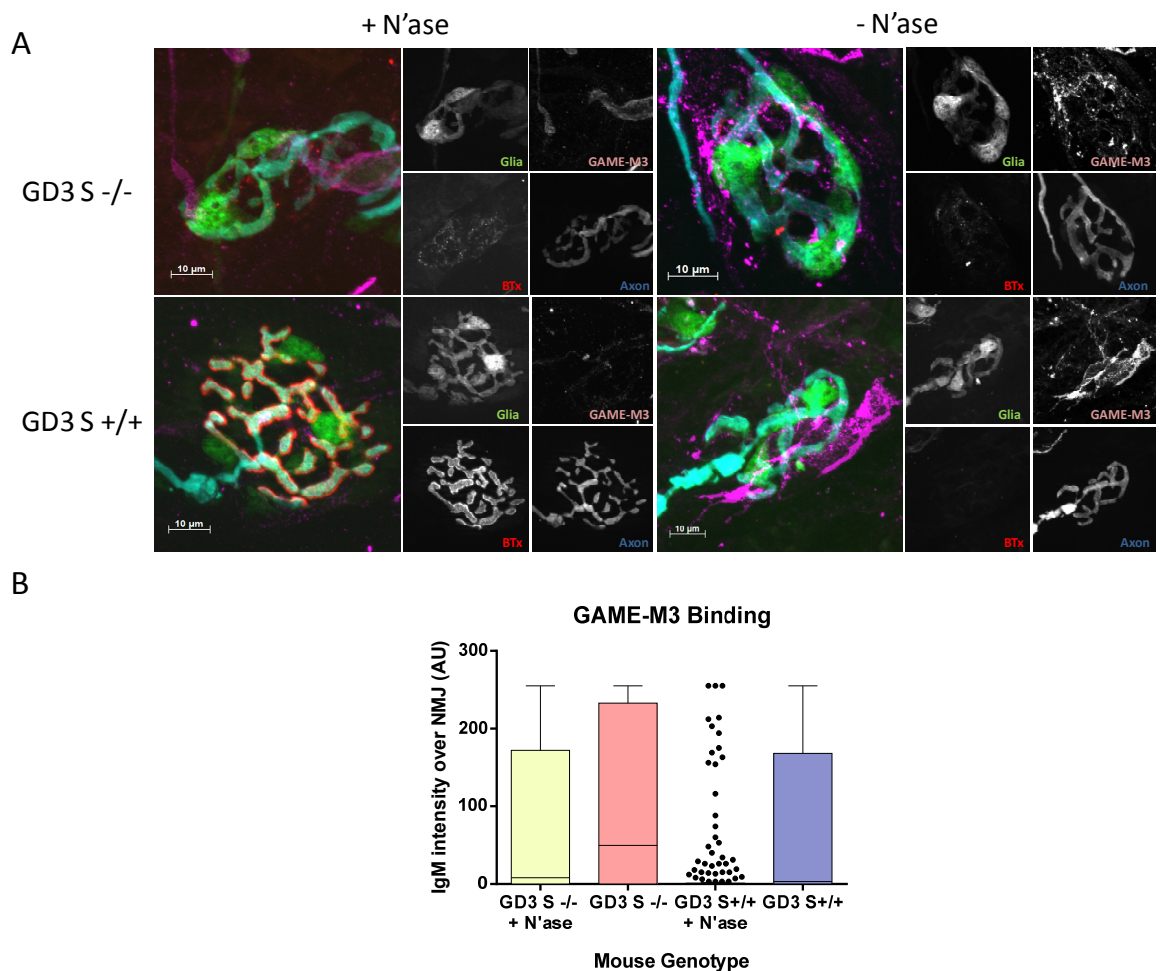 + N'ase
- N'ase
A
GD3 S -/-
Glia
GAME-M3
BTx
Axon
10 µm
Glia
GAME-M3
BTx
Axon
10 µm
GD3 S +/+
Glia
GAME-M3
BTx
Axon
10 µm
Glia
GAME-M3
BTx
Axon
10 µm
B
GAME-M3 Binding
IgM intensity over NMJ (AU)
300
200
100
0
GD3 S -/-
+ N'ase
GD3 S -/-
GD3 S+/+
+ N'ase
GD3 S+/+
Mouse Genotype